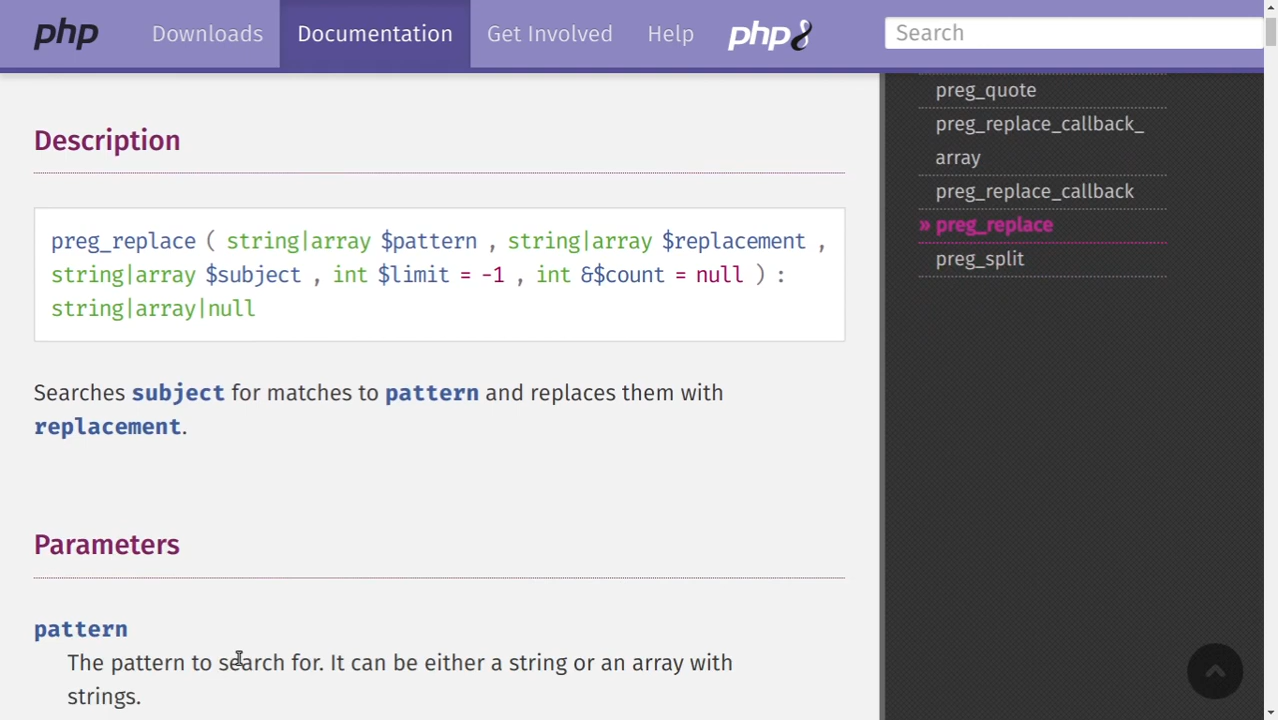 php Downloads Documentation Get Involved Help php8 Search
Description
preg_replace ( string|array $pattern , string|array $replacement ,
string|array $subject , int $limit = -1 , int &$count = null ) :
string|array|null
Searches subject for matches to pattern and replaces them with
replacement.
Parameters
pattern
The pattern to search for. It can be either a string or an array with
strings.
preg_quote
preg_replace_callback_
array
preg_replace_callback
» preg_replace
preg_split